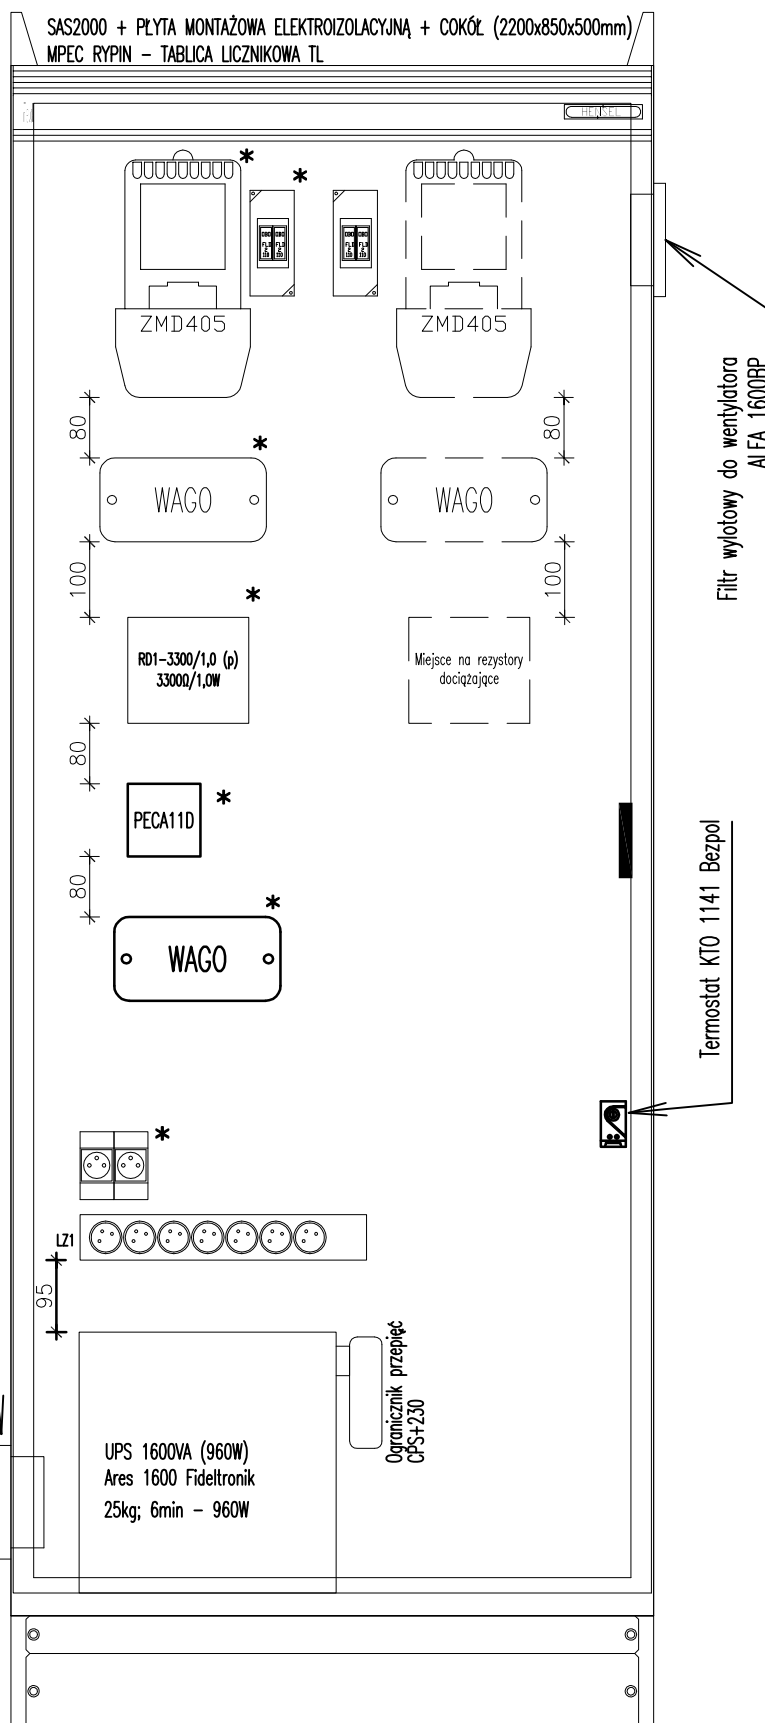 SAS2000 + PŁYTA MONTAŻOWA ELEKTROIZOLACYJNĄ + COKÓŁ (2200x850x500mm)
MPEC RYPIN – TABLICA LICZNIKOWA TL
HENSEL
*
*
ZMD405
ZMD405
Filtr wylotowy do wentylatora
ALFA 1600BP
80
80
*
WAGO
WAGO
100
100
*
RD1-3300/1,0 (p)
3300Ω/1,0W
Miejsce na rezystory
dociążające
80
*
PECA11D
80
*
WAGO
Termostat KTO 1141 Bezpol
*
LZ1
95
Ogranicznik przepięć
CPS+230
UPS 1600VA (960W)
Ares 1600 Fideltronik
25kg; 6min – 960W